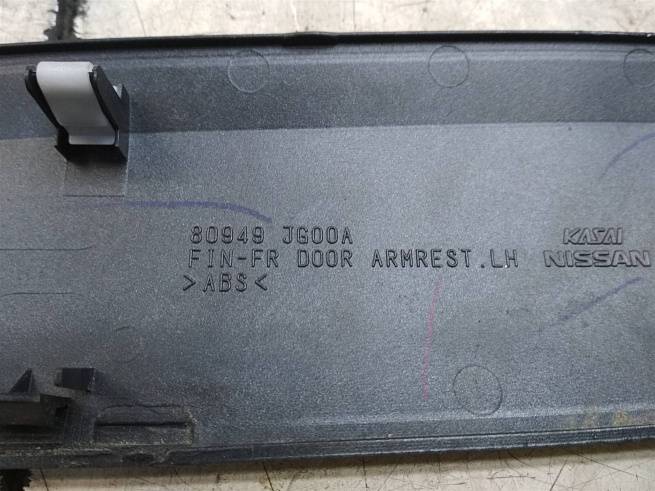 80949 JG00A
FIN-FR DOOR ARMREST.LH
>ABS<
KASAI
NISSAN